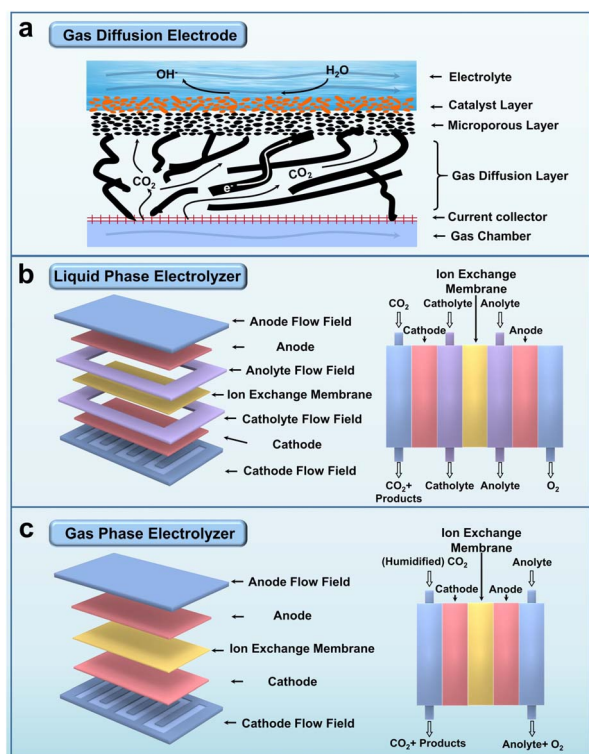 a
Gas Diffusion Electrode
OH-
H2O
Electrolyte
Catalyst Layer
Microporous Layer
CO2
CO2
e-
Gas Diffusion Layer
Current collector
Gas Chamber
b
Liquid Phase Electrolyzer
Anode Flow Field
Anode
Anolyte Flow Field
Ion Exchange Membrane
Catholyte Flow Field
Cathode
Cathode Flow Field
Ion Exchange
Membrane
CO2
Catholyte
Anolyte
Cathode
Anode
CO2+
Products
Catholyte
Anolyte
O2
c
Gas Phase Electrolyzer
Anode Flow Field
Anode
Ion Exchange Membrane
Cathode
Cathode Flow Field
Ion Exchange
Membrane
(Humidified) CO2
Anolyte
Cathode
Anode
CO2+ Products
Anolyte+ O2